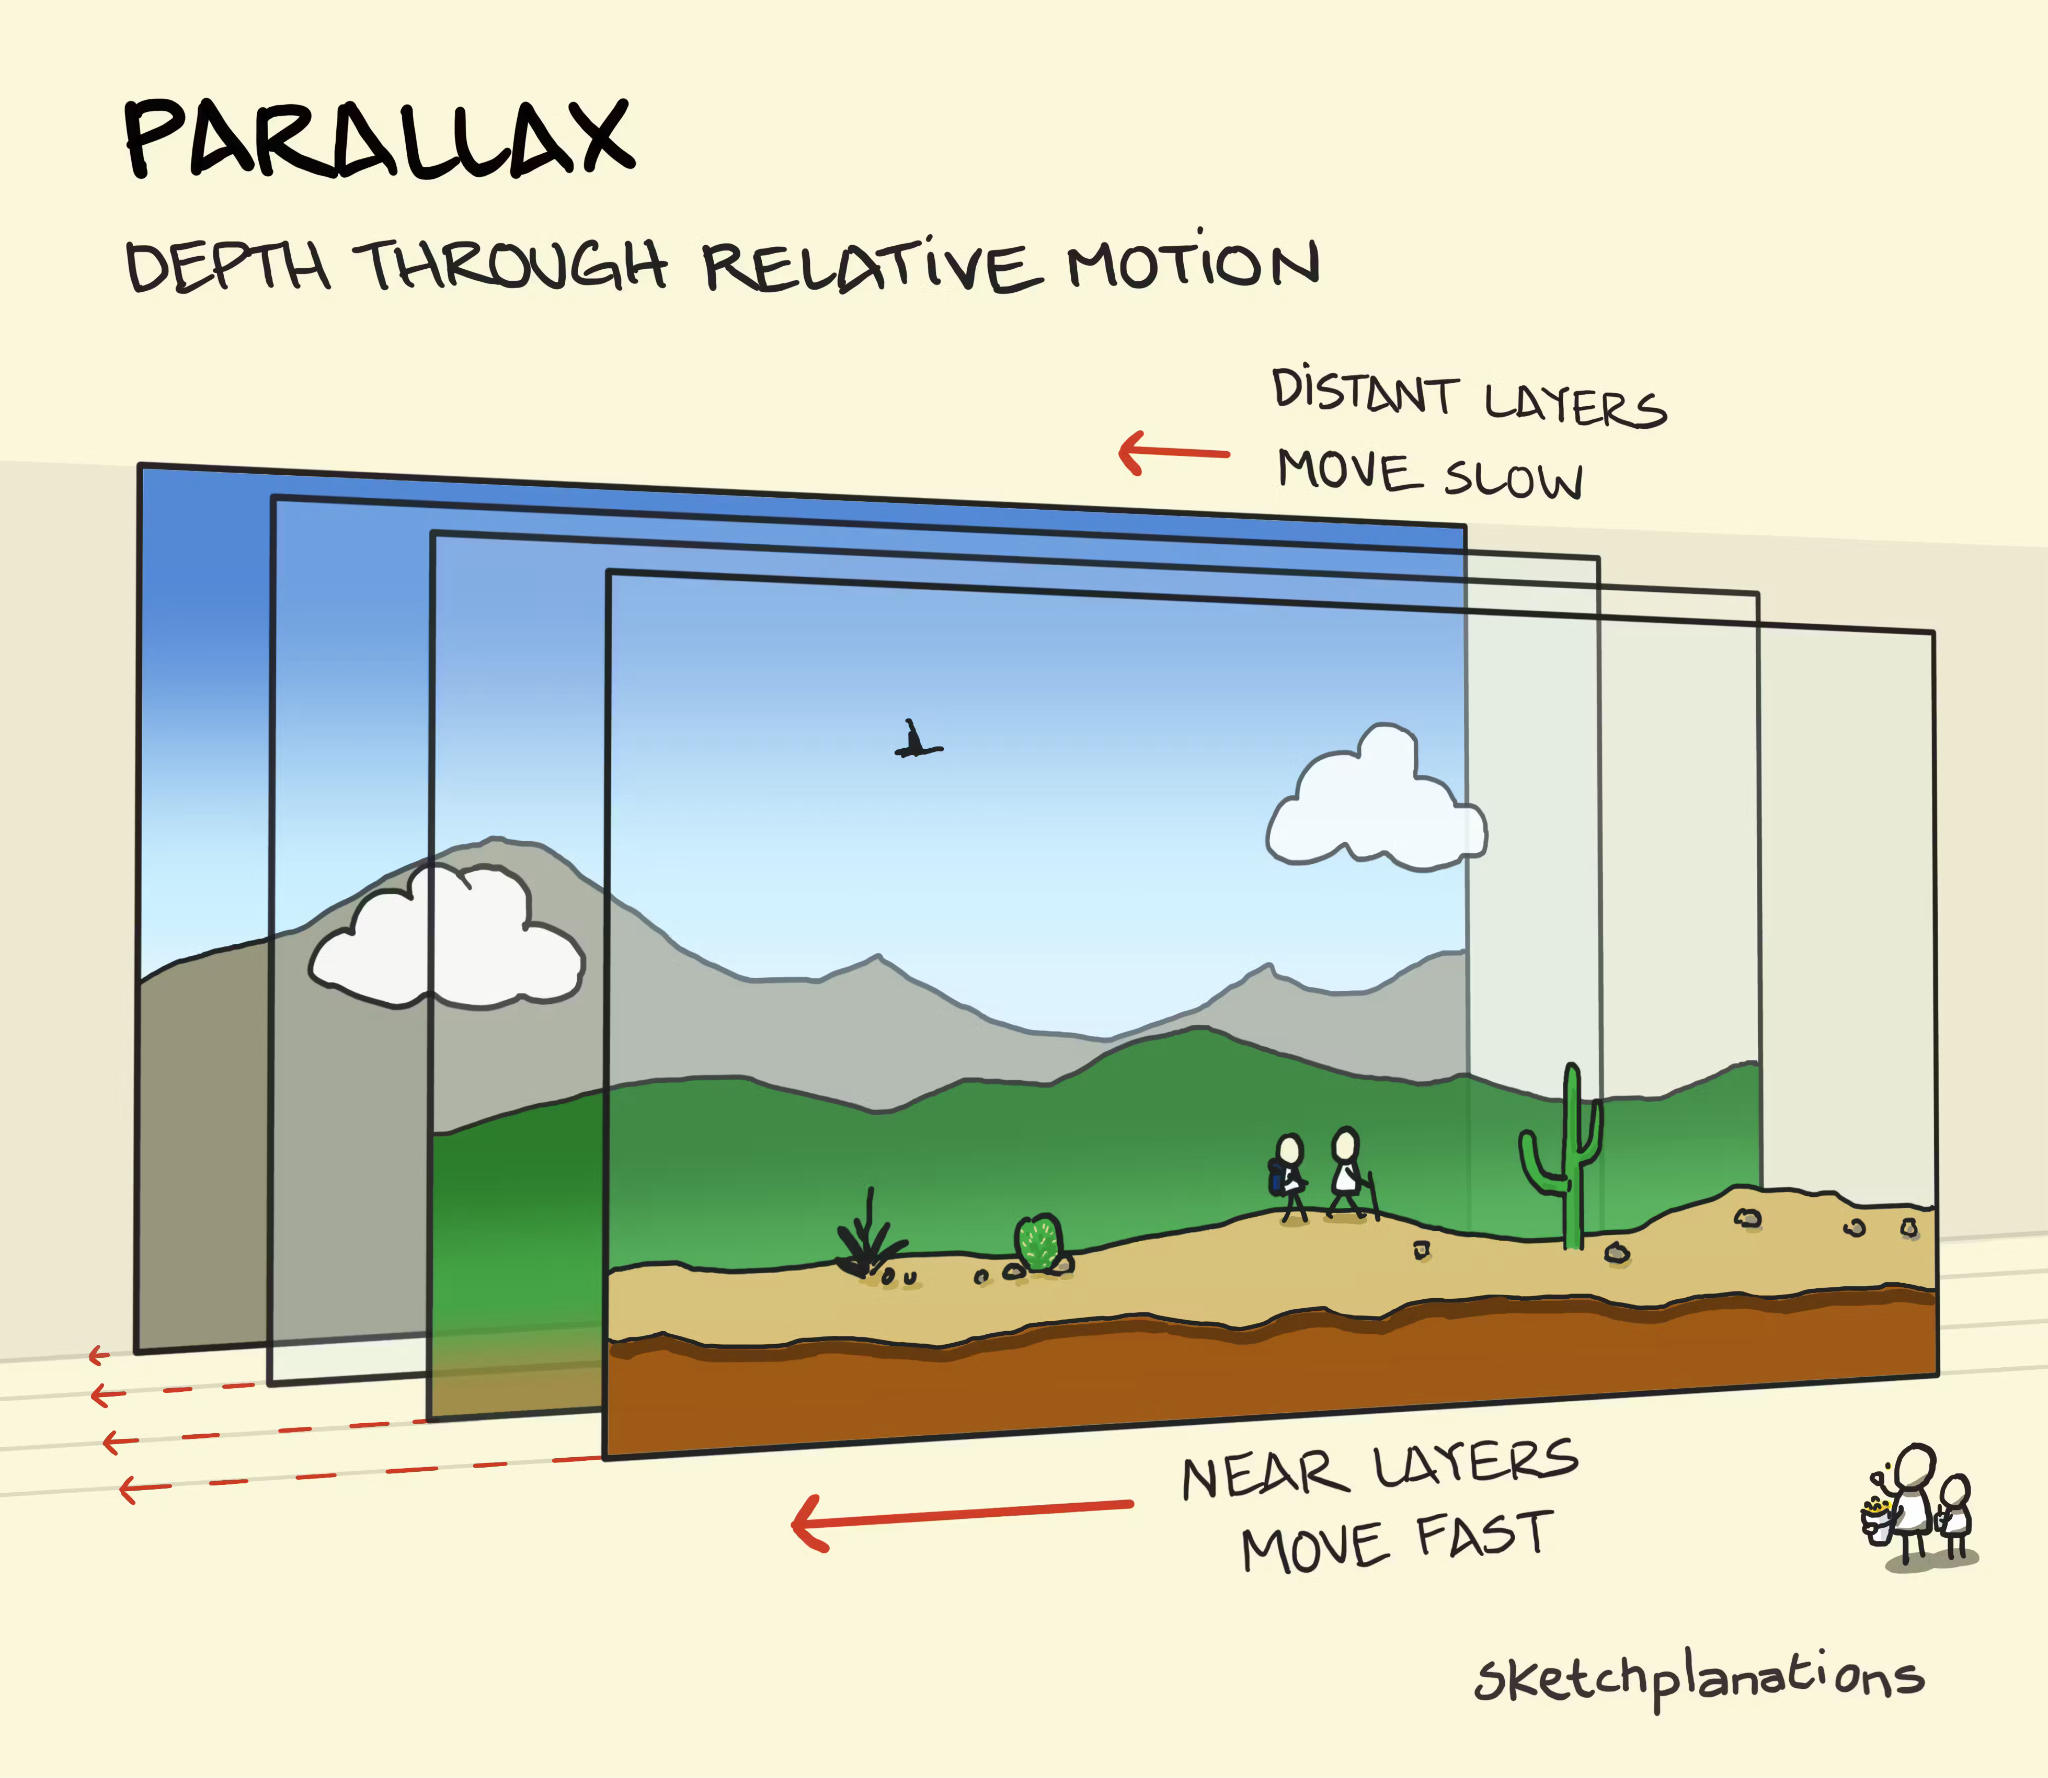 PARALLAX
DEPTH THROUGH RELATIVE MOTION
DISTANT LAYERS
MOVE SLOW
NEAR LAYERS
MOVE FAST
sketchplanations